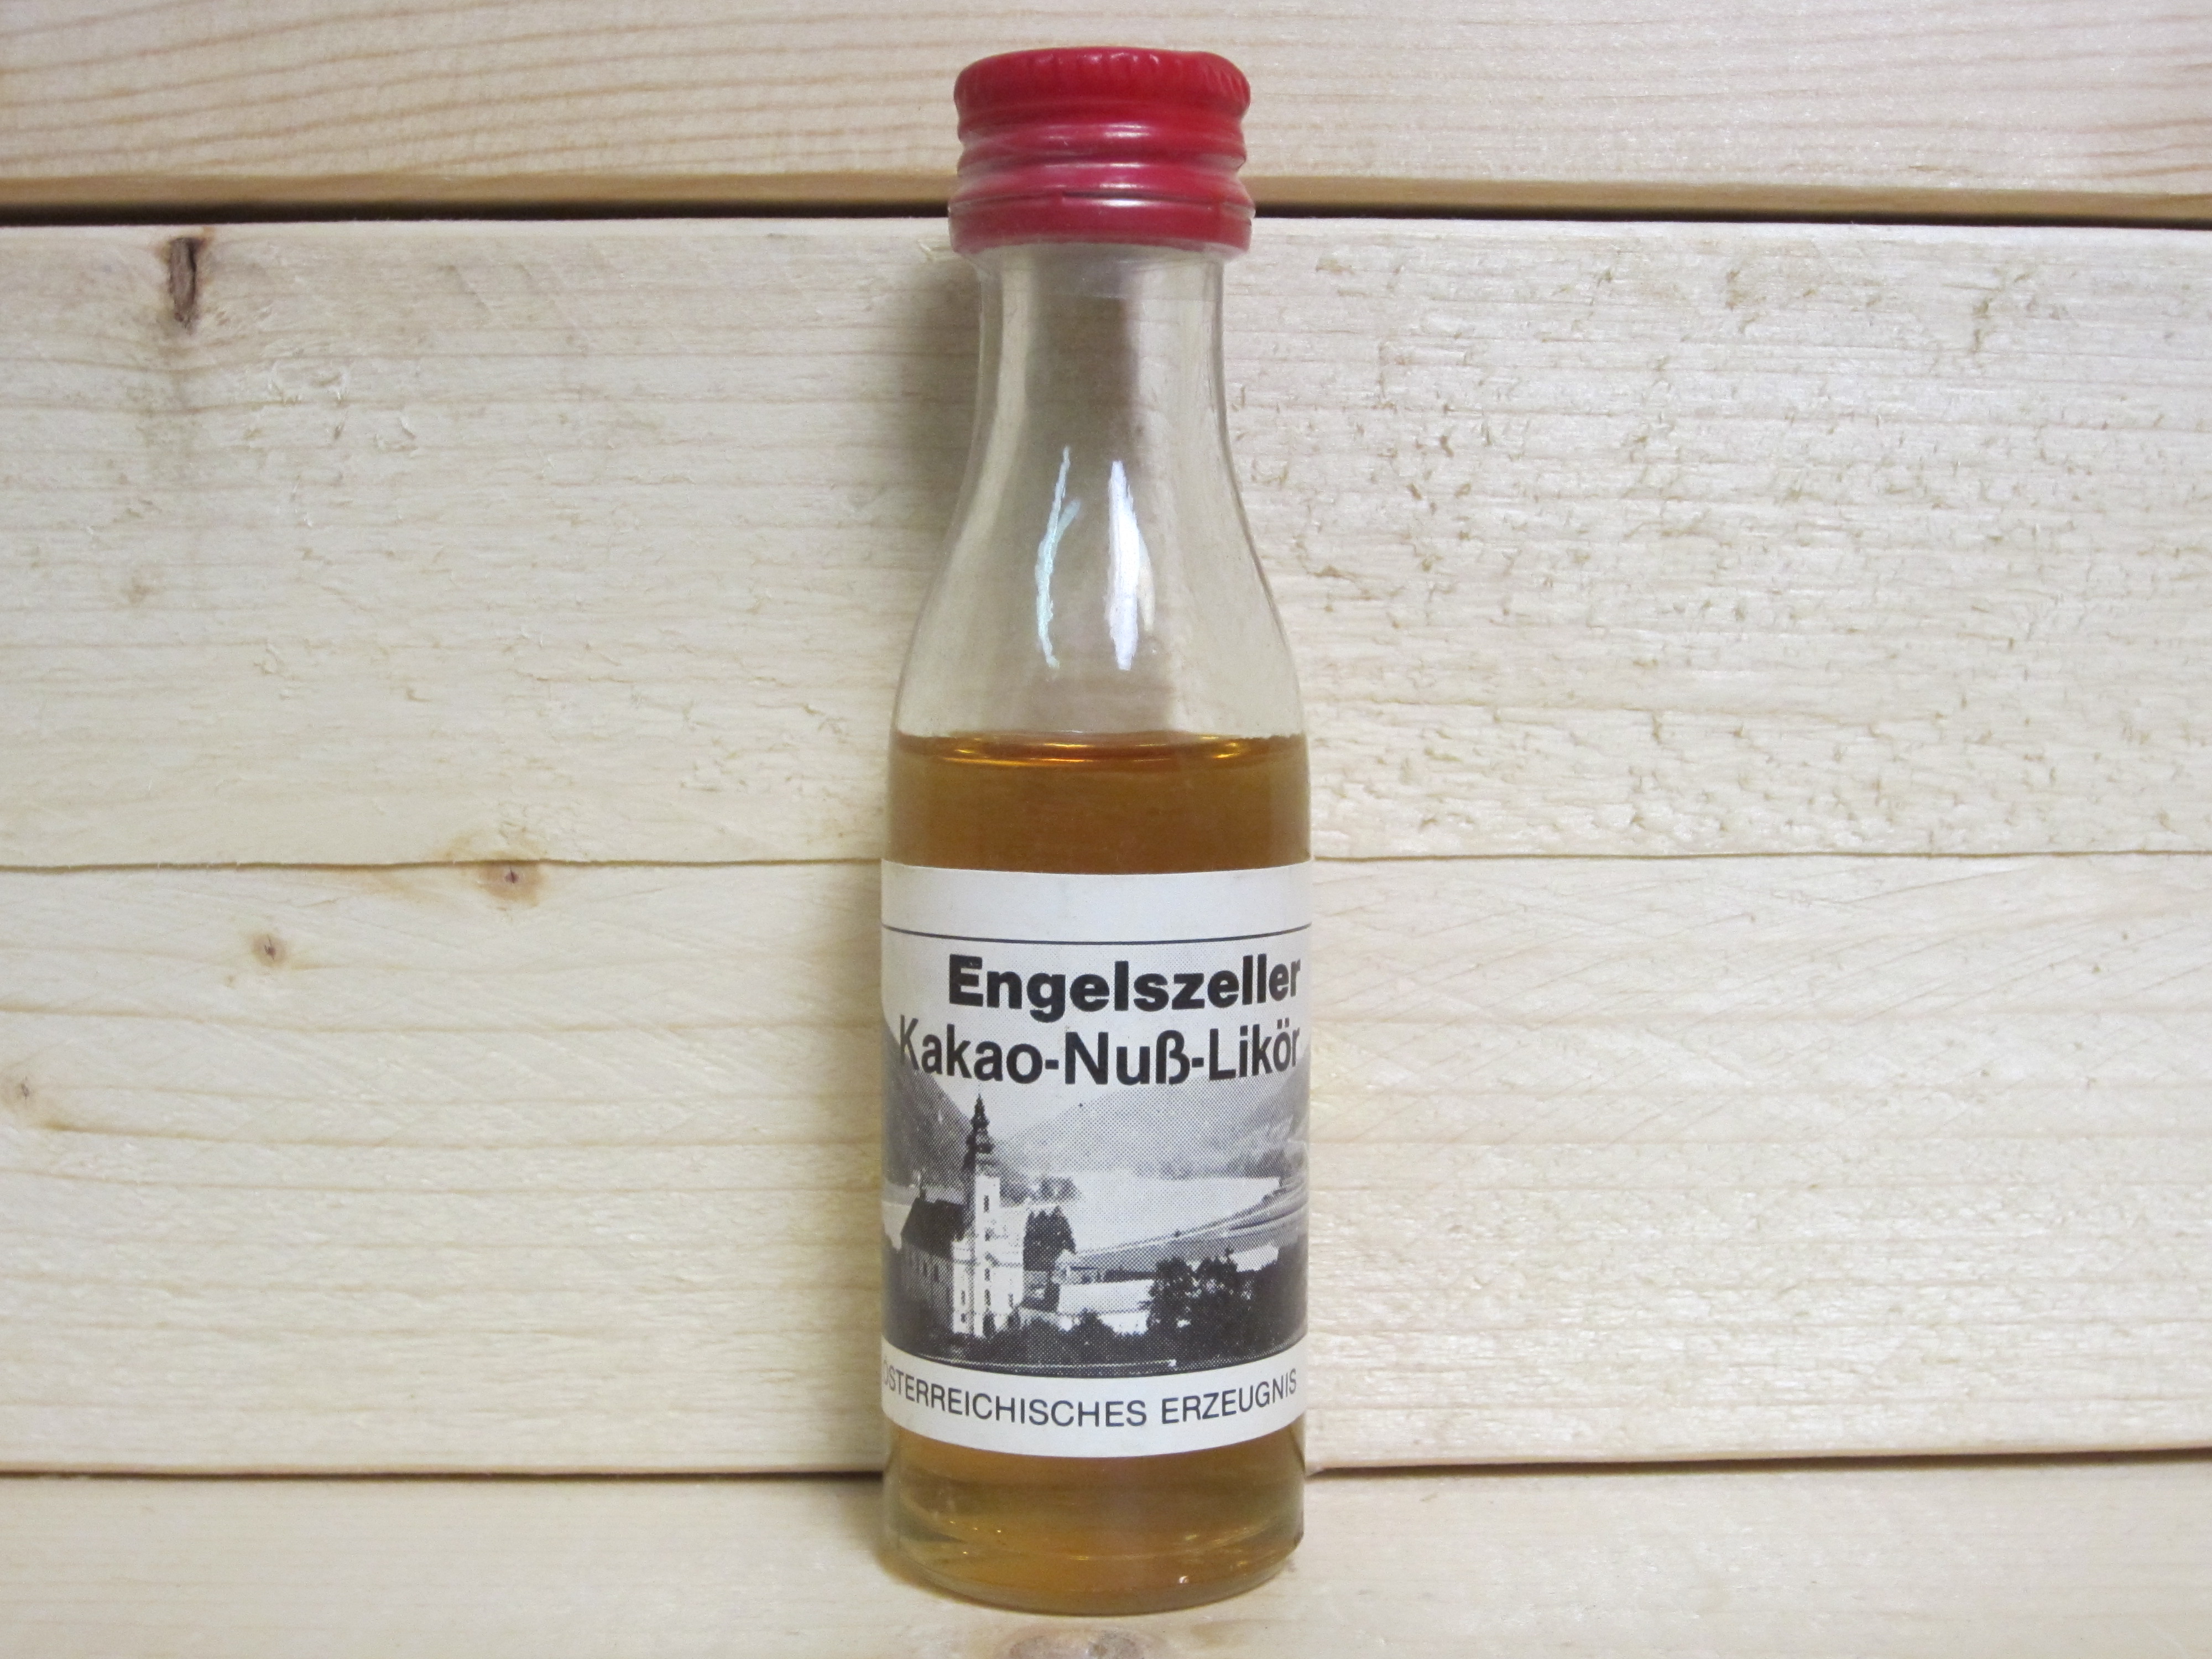 Engelszeller
Kakao-Nuß-Likör
ÖSTERREICHISCHES ERZEUGNIS